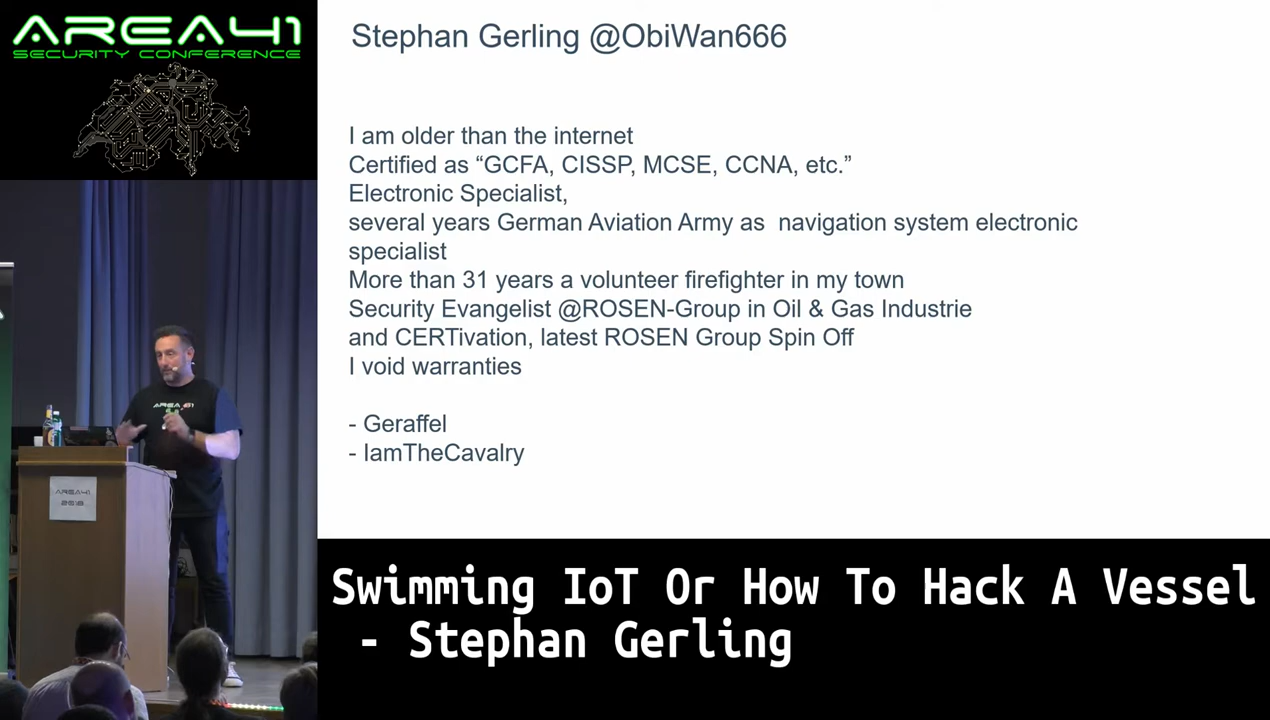 AREA41
SECURITY CONFERENCE
Stephan Gerling @ObiWan666
I am older than the internet
Certified as “GCFA, CISSP, MCSE, CCNA, etc.”
Electronic Specialist,
several years German Aviation Army as  navigation system electronic
specialist
More than 31 years a volunteer firefighter in my town
Security Evangelist @ROSEN-Group in Oil & Gas Industrie
and CERTivation, latest ROSEN Group Spin Off
I void warranties
- Geraffel
- IamTheCavalry
AREA41
AREA41
2018
Swimming IoT Or How To Hack A Vessel
- Stephan Gerling